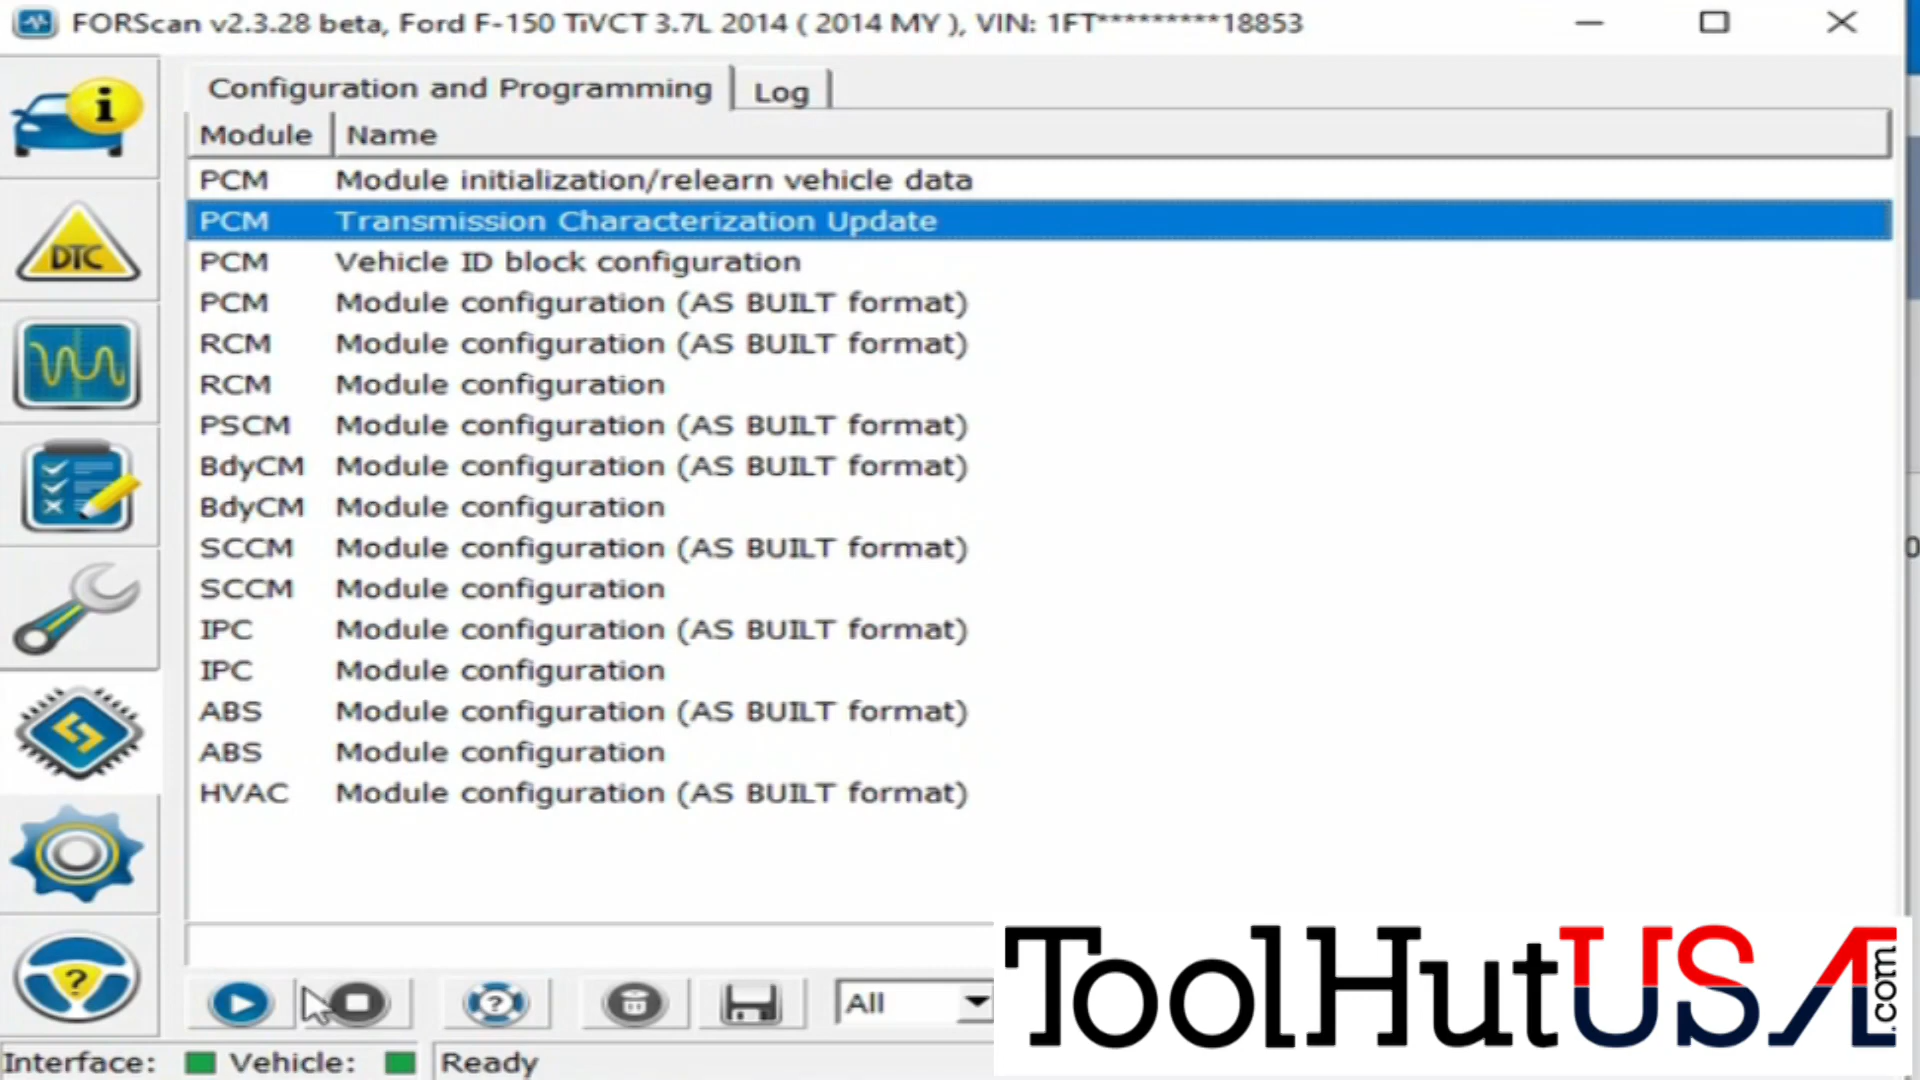 FORScan v2.3.28 beta, Ford F-150 TiVCT 3.7L 2014 ( 2014 MY ), VIN: 1FT*********18853
Configuration and Programming Log
Module Name
PCM Module initialization/relearn vehicle data
PCM Transmission Characterization Update
PCM Vehicle ID block configuration
PCM Module configuration (AS BUILT format)
RCM Module configuration (AS BUILT format)
RCM Module configuration
PSCM Module configuration (AS BUILT format)
BdyCM Module configuration (AS BUILT format)
BdyCM Module configuration
SCCM Module configuration (AS BUILT format)
SCCM Module configuration
IPC Module configuration (AS BUILT format)
IPC Module configuration
ABS Module configuration (AS BUILT format)
ABS Module configuration
HVAC Module configuration (AS BUILT format)
i
DTC
?
? All
ToolHutUSA.com
Interface: Vehicle: Ready
0